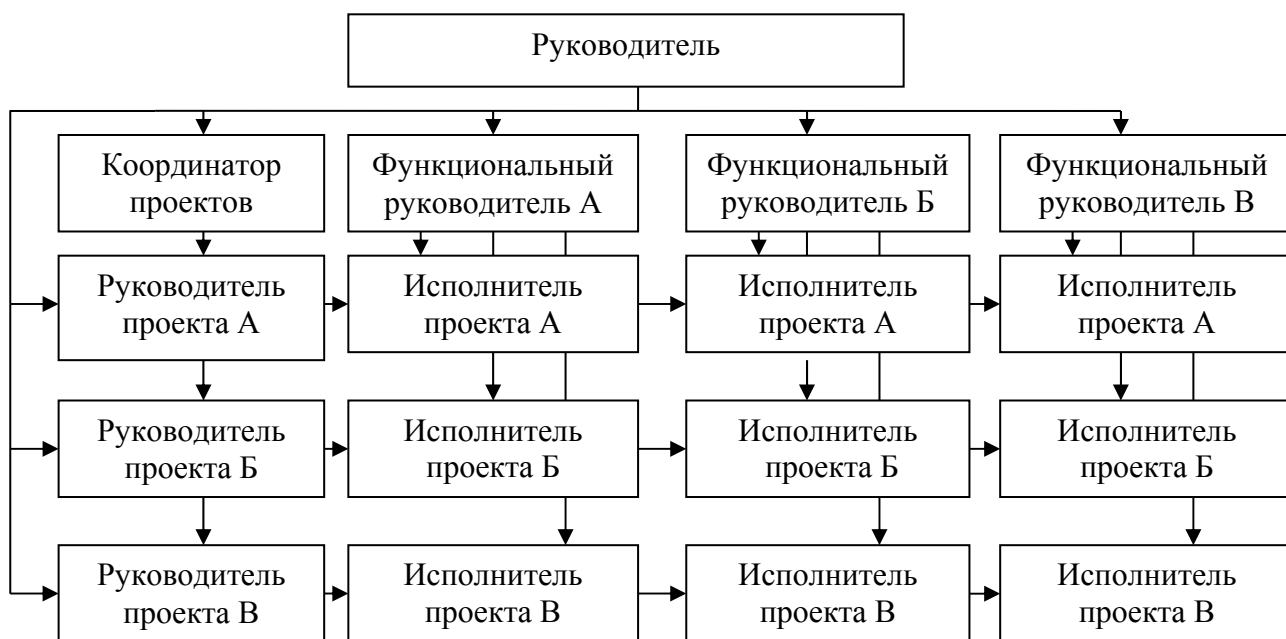 Руководитель
Координатор
проектов
Функциональный
руководитель А
Функциональный
руководитель Б
Функциональный
руководитель В
Руководитель
проекта А
Исполнитель
проекта А
Исполнитель
проекта А
Исполнитель
проекта А
Руководитель
проекта Б
Исполнитель
проекта Б
Исполнитель
проекта Б
Исполнитель
проекта Б
Руководитель
проекта В
Исполнитель
проекта В
Исполнитель
проекта В
Исполнитель
проекта В